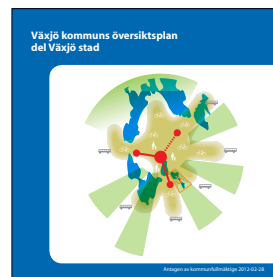 Växjö kommuns översiktsplan
del Växjö stad
Antagen av kommunfullmäktige 2012-02-28